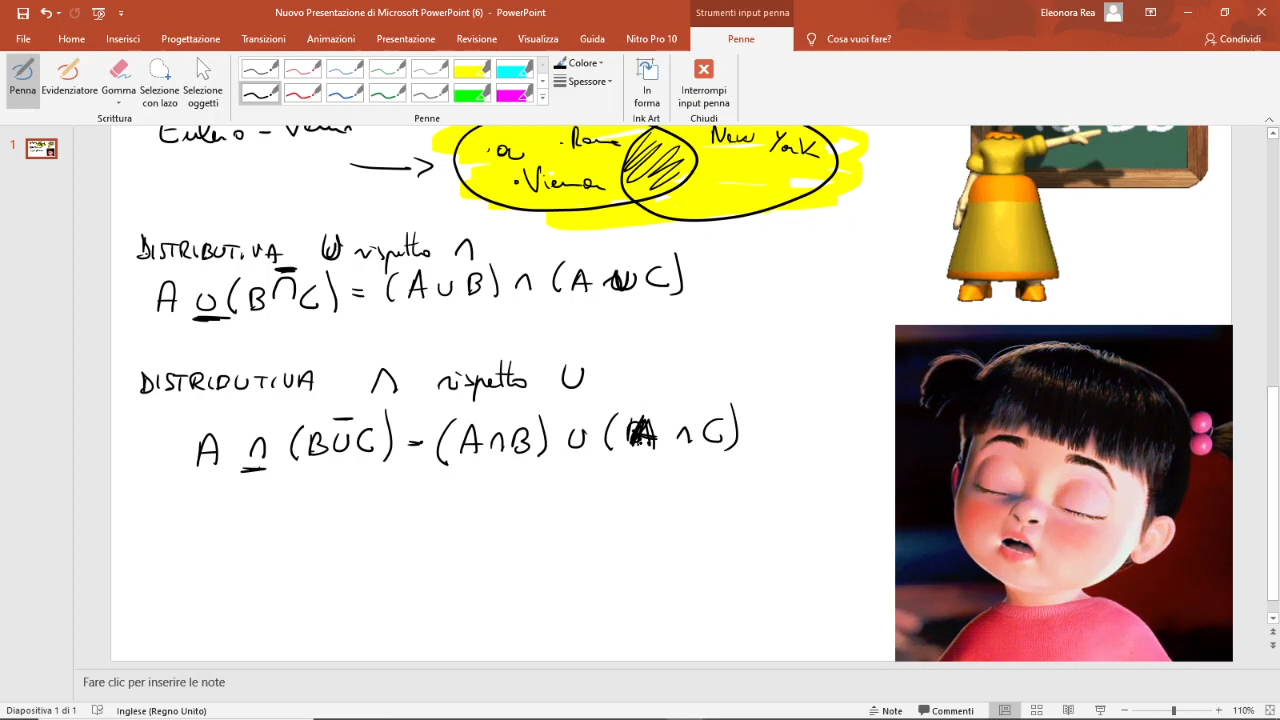 Nuovo Presentazione di Microsoft PowerPoint (6) - PowerPoint
Strumenti input penna
Eleonora Rea
File Home Inserisci Progettazione Transizioni Animazioni Presentazione Revisione Visualizza Guida Nitro Pro 10 Penne Cosa vuoi fare? Condividi
Penna Evidenziatore Gomma Selezione con lazo Selezione oggetti
Colore
Spessore
In forma
Interrompi input penna
Scrittura Penne Ink Art Chiudi
Eulero - Venn
. Roma
New York
. Vienna
DISTRIBUTIVA ∪ rispetto ∩
A ∪ (B ∩ C) = (A ∪ B) ∩ (A ∪ C)
DISTRIBUTIVA ∩ rispetto ∪
A ∩ (B ∪ C) = (A ∩ B) ∪ (A ∩ C)
Fare clic per inserire le note
Diapositiva 1 di 1 Inglese (Regno Unito) Note Commenti 110%